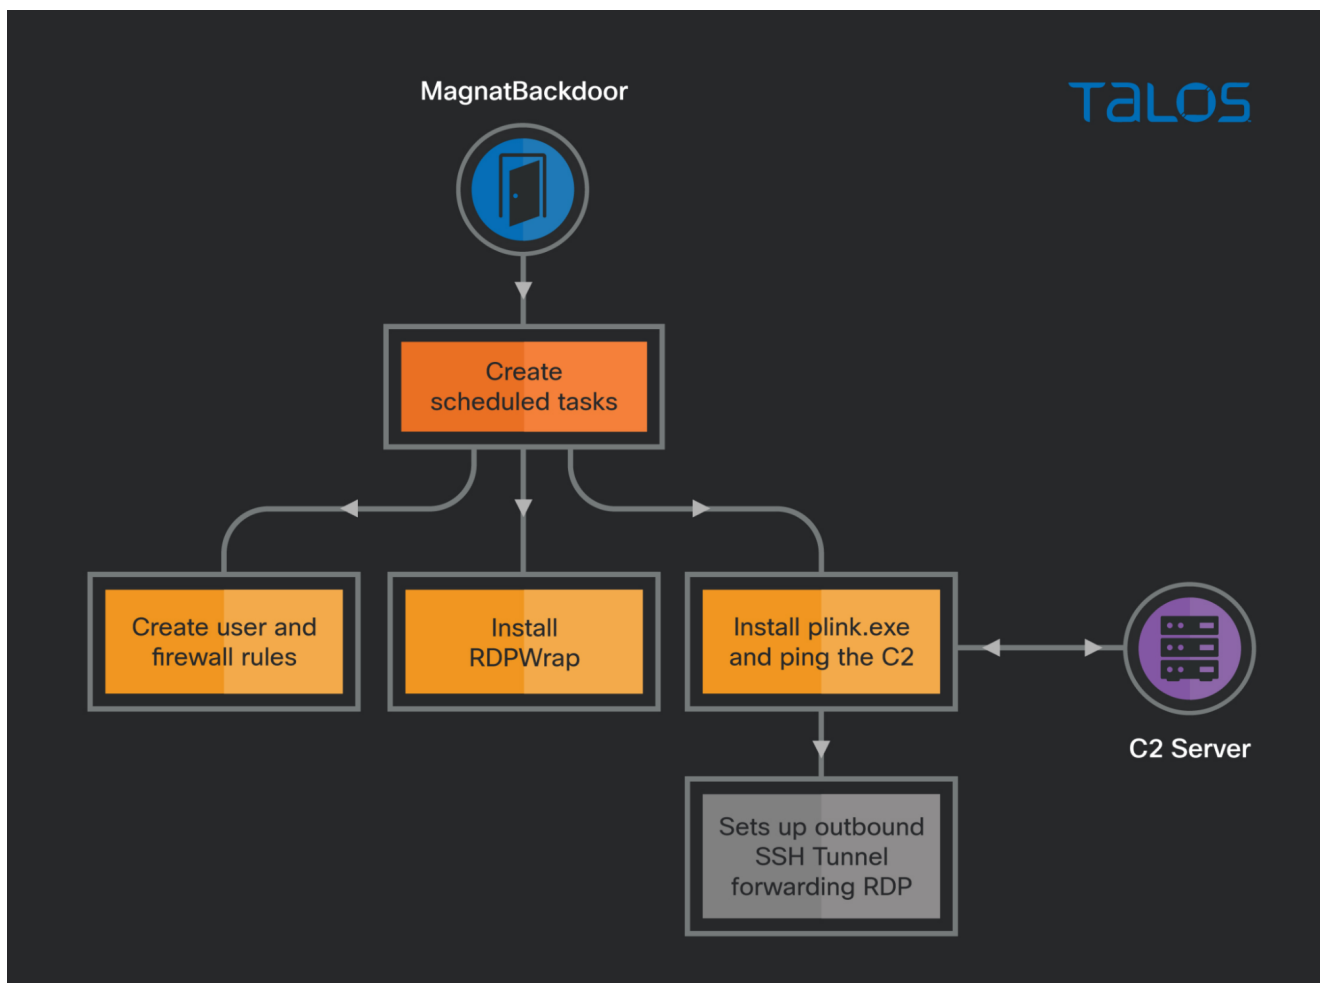 MagnatBackdoor
TALOS
Create
scheduled tasks
Create user and
firewall rules
Install
RDPWrap
Install plink.exe
and ping the C2
C2 Server
Sets up outbound
SSH Tunnel
forwarding RDP